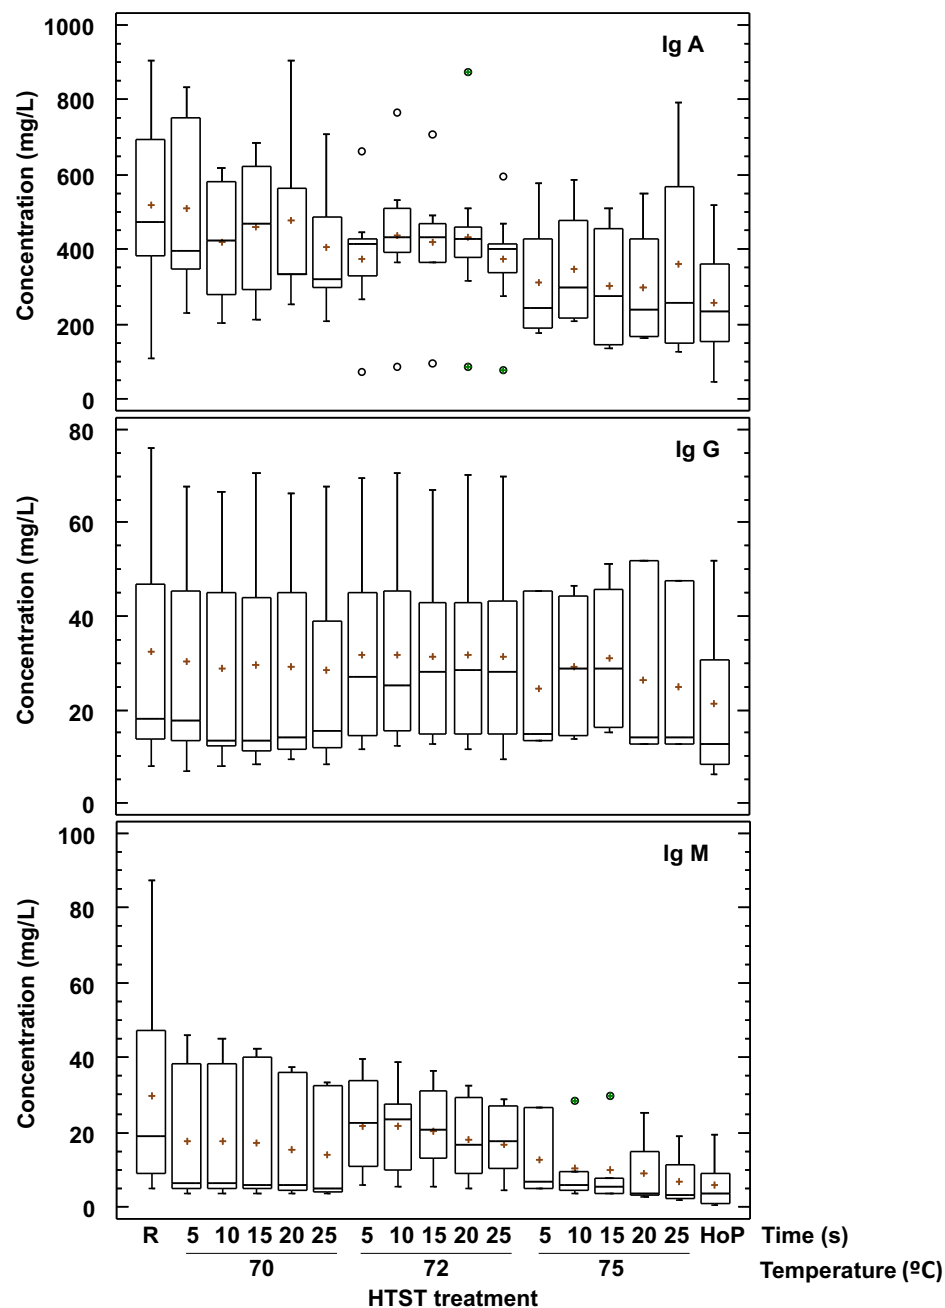 Ig A
Concentration (mg/L)
1000
800
600
400
200
0
Ig G
Concentration (mg/L)
80
60
40
20
0
Ig M
Concentration (mg/L)
100
80
60
40
20
0
R 5 10 15 20 25 5 10 15 20 25 5 10 15 20 25 HoP Time (s)
70 72 75 Temperature (ºC)
HTST treatment